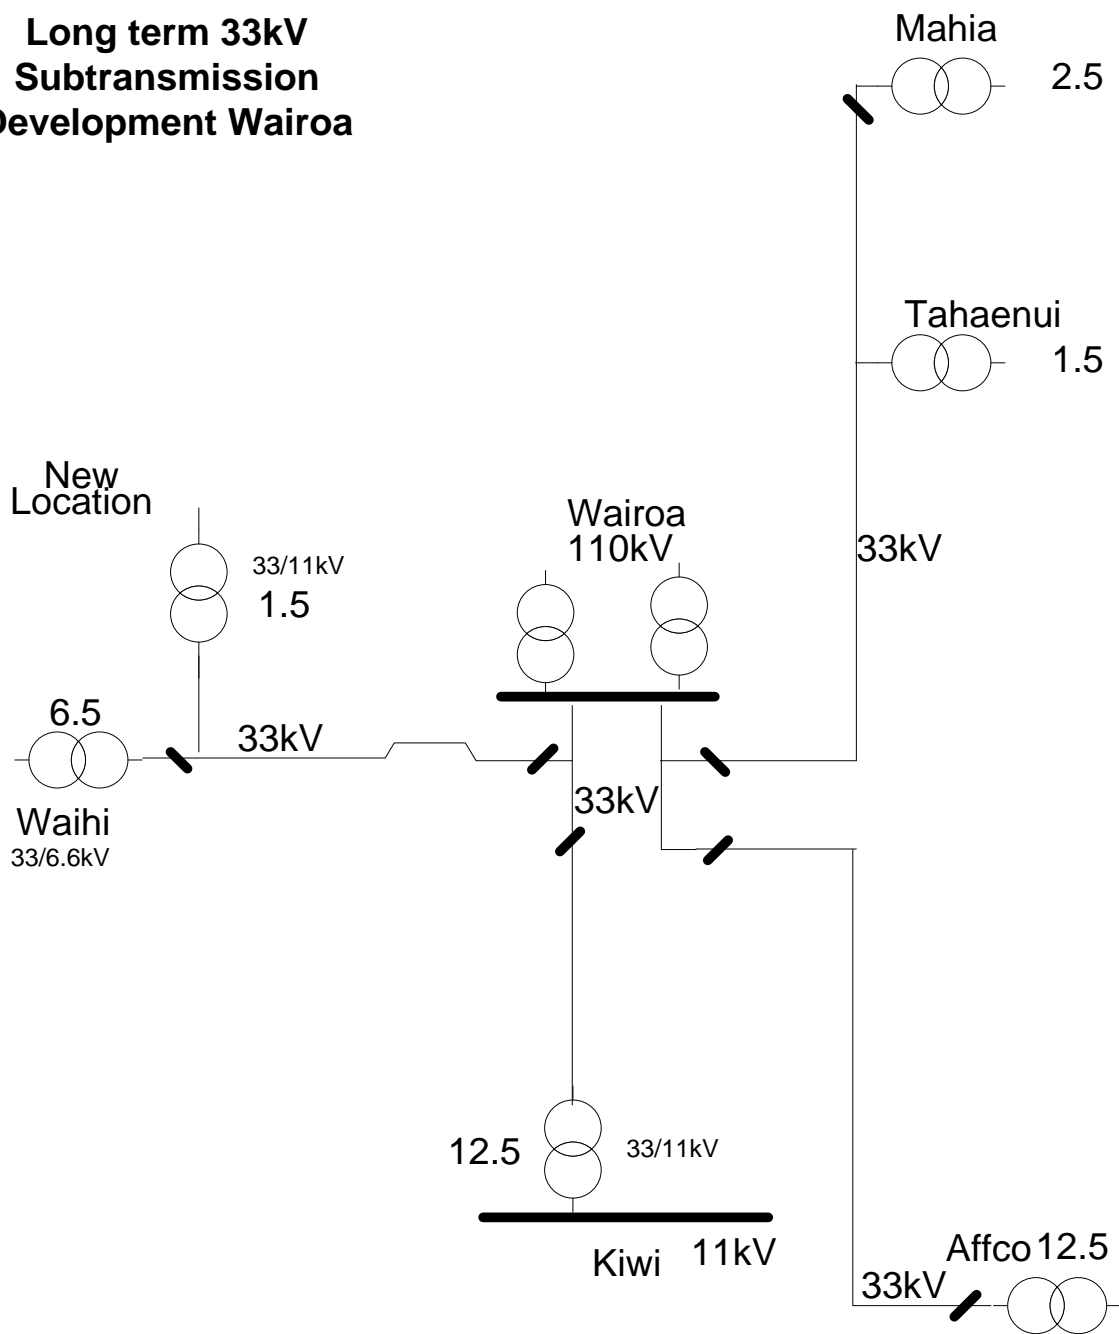 Long term 33kV
Subtransmission
Development Wairoa
Mahia
2.5
Tahaenui
1.5
New
Location
33/11kV
1.5
Wairoa
110kV
33kV
6.5
33kV
33kV
Waihi
33/6.6kV
12.5
33/11kV
Kiwi
11kV
Affco
12.5
33kV